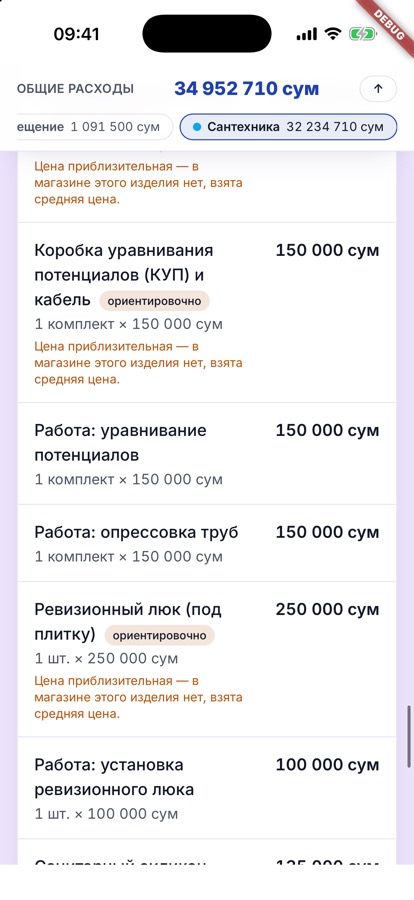 09:41
DEBUG
ОБЩИЕ РАСХОДЫ 34 952 710 сум ↑
ещение 1 091 500 сум Сантехника 32 234 710 сум
Цена приблизительная — в
магазине этого изделия нет, взята
средняя цена.
Коробка уравнивания 150 000 сум
потенциалов (КУП) и
кабель ориентировочно
1 комплект × 150 000 сум
Цена приблизительная — в
магазине этого изделия нет, взята
средняя цена.
Работа: уравнивание 150 000 сум
потенциалов
1 комплект × 150 000 сум
Работа: опрессовка труб 150 000 сум
1 комплект × 150 000 сум
Ревизионный люк (под 250 000 сум
плитку) ориентировочно
1 шт. × 250 000 сум
Цена приблизительная — в
магазине этого изделия нет, взята
средняя цена.
Работа: установка 100 000 сум
ревизионного люка
1 шт. × 100 000 сум